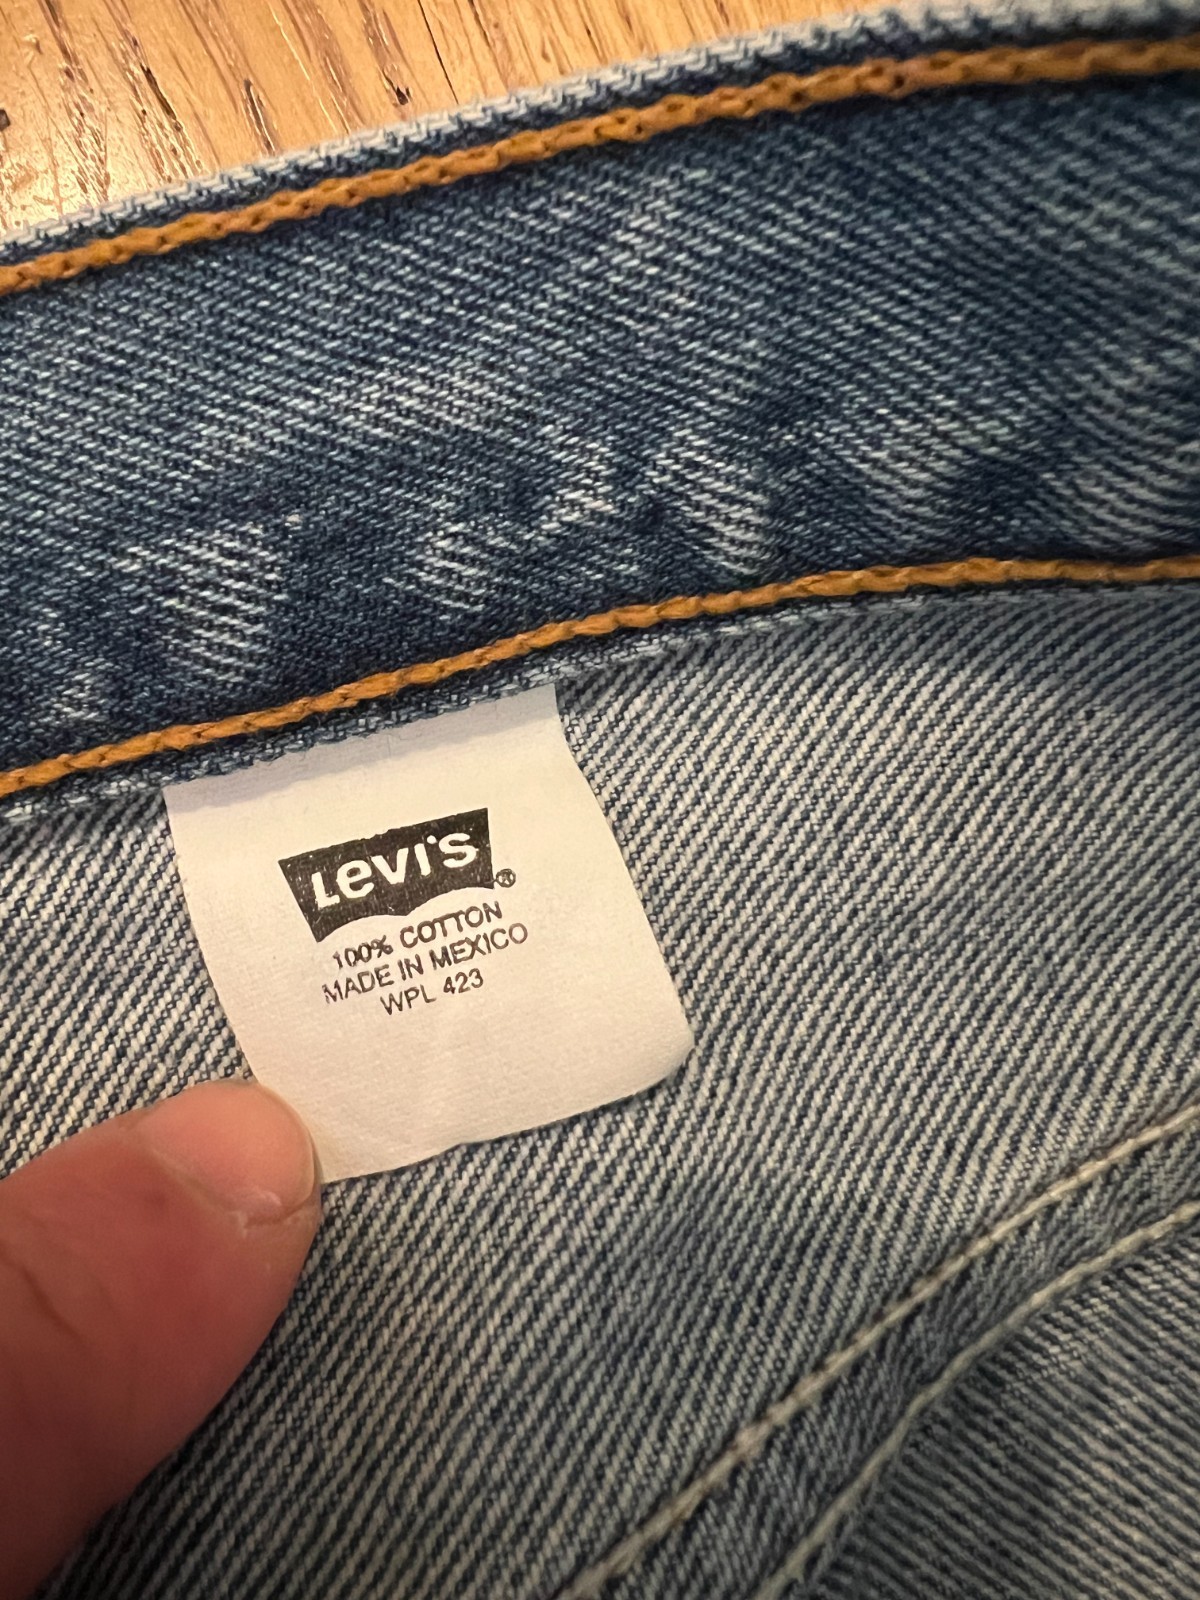 Levi's®
100% COTTON
MADE IN MEXICO
WPL 423